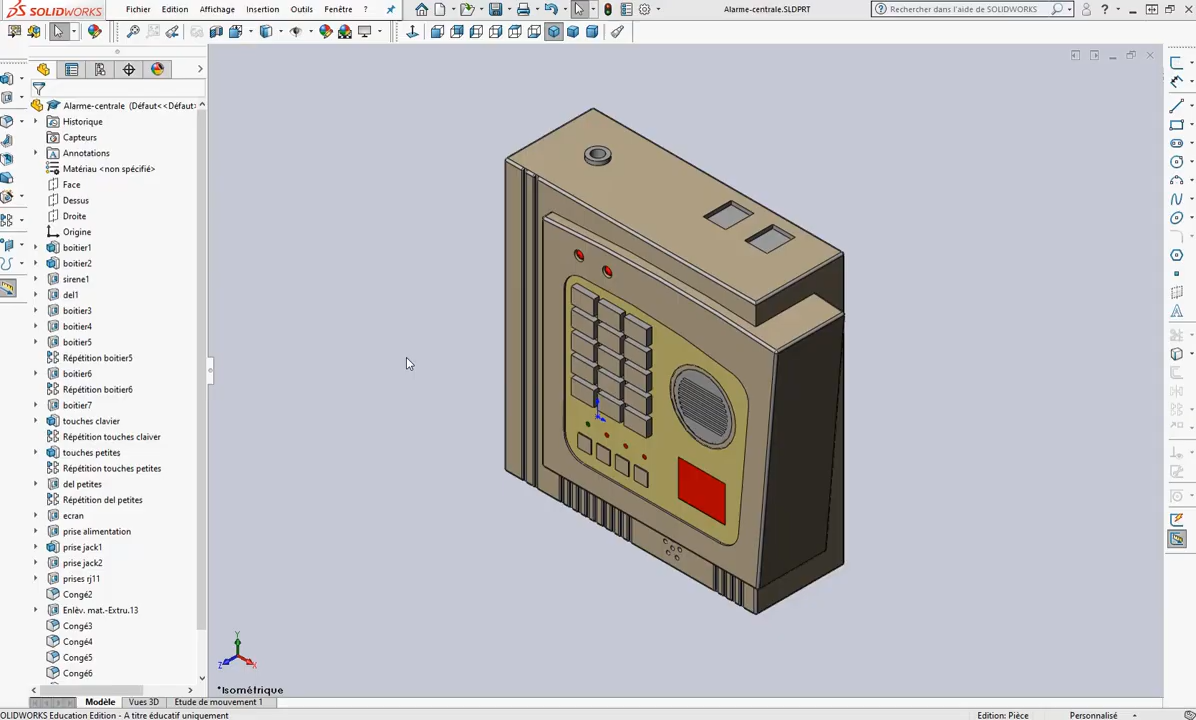 SOLIDWORKS
Fichier Edition Affichage Insertion Outils Fenêtre ?
Alarme-centrale.SLDPRT
Rechercher dans l'aide de SOLIDWORKS
Alarme-centrale (Défaut<<Défaut>
Historique
Capteurs
Annotations
Matériau <non spécifié>
Face
Dessus
Droite
Origine
boitier1
boitier2
sirene1
del1
boitier3
boitier4
boitier5
Répétition boitier5
boitier6
Répétition boitier6
boitier7
touches clavier
Répétition touches claiver
touches petites
Répétition touches petites
del petites
Répétition del petites
ecran
prise alimentation
prise jack1
prise jack2
prises rj11
Congé2
Enlèv. mat.-Extru.13
Congé3
Congé4
Congé5
Congé6
Y
Z
X
*Isométrique
Modèle Vues 3D Etude de mouvement 1
SOLIDWORKS Education Edition - A titre éducatif uniquement
Edition: Pièce
Personnalisé